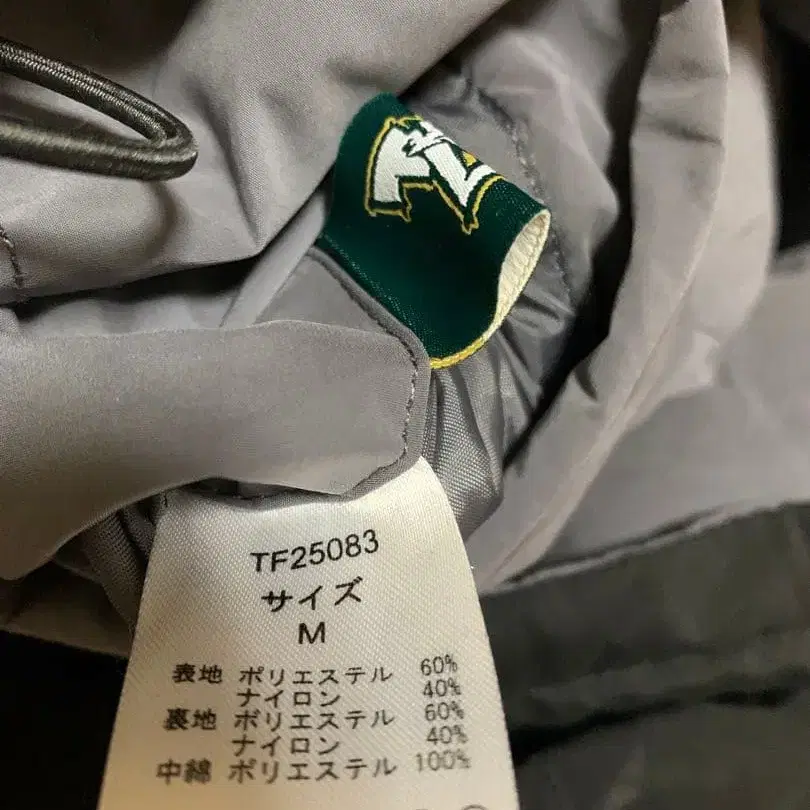 TF25083
サイズ
M
表地 ポリエステル 60%
ナイロン 40%
裏地 ポリエステル 60%
ナイロン 40%
中綿 ポリエステル 100%